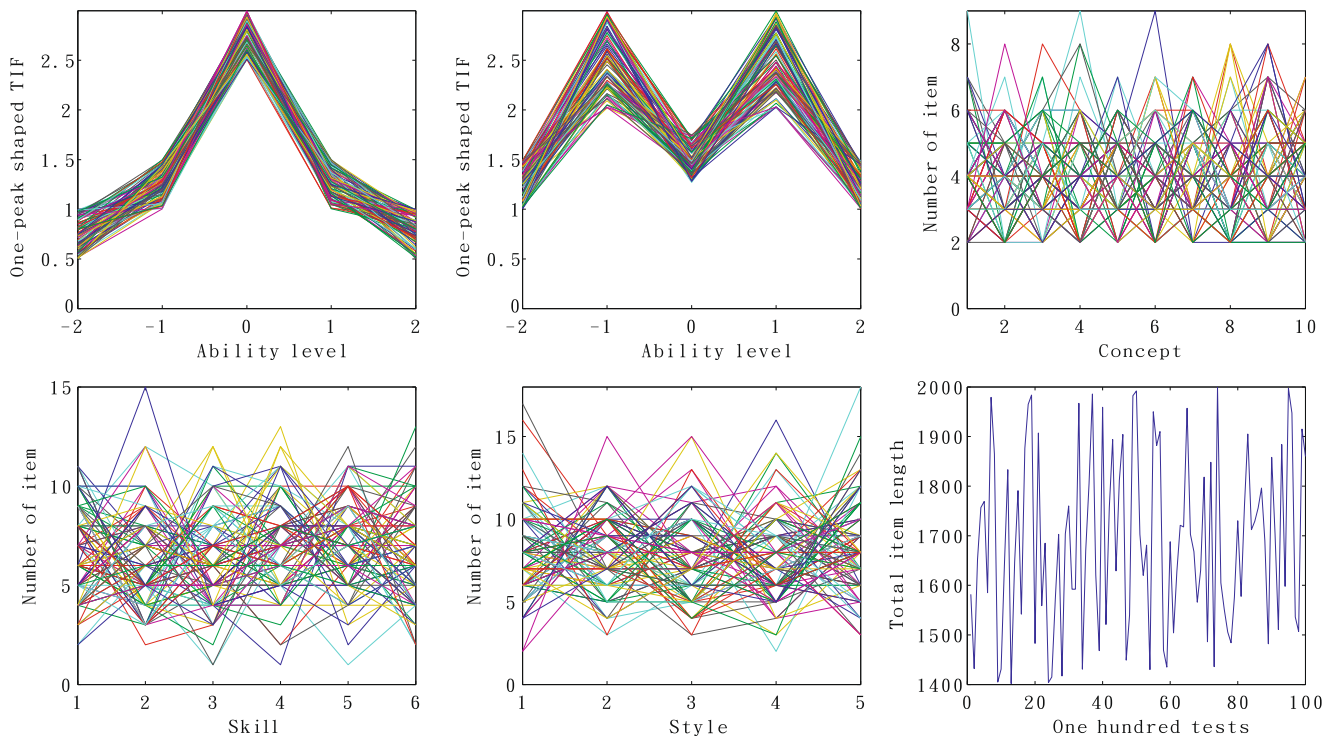 One-peak shaped TIF
2.5
2
1.5
1
2.5
0.5
0
-2 -1 0 1 2
Ability level
One-peak shaped TIF
2.5
2
1.5
1
2.5
0.5
0
-2 -1 0 1 2
Ability level
Number of item
8
6
4
2
0
2 4 6 8 10
Concept
Number of item
15
10
5
0
1 2 3 4 5 6
Skill
Number of item
15
10
5
0
1 2 3 4 5
Style
Total item length
2000
1900
1800
1700
1600
1500
1400
0 20 40 60 80 100
One hundred tests